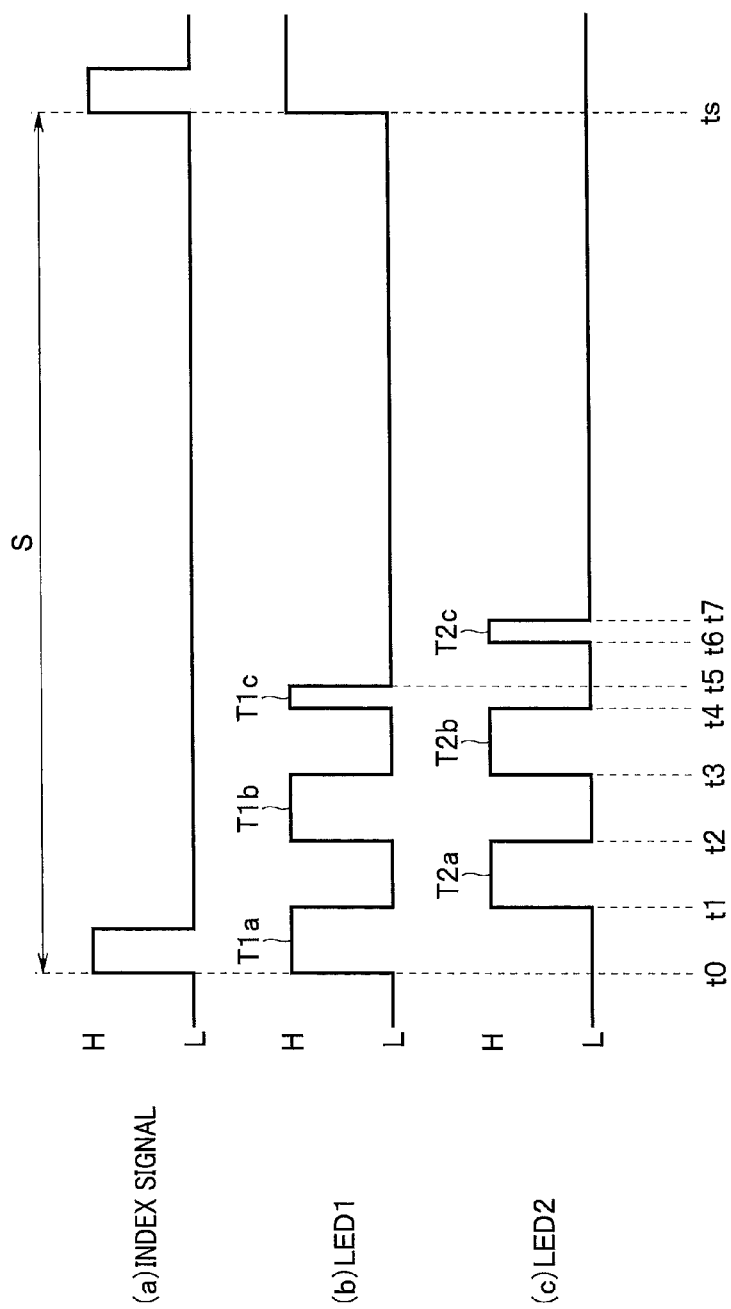 S
(a)INDEX SIGNAL
H
L
(b)LED1
H
L
T1a
T1b
T1c
(c)LED2
H
L
T2a
T2b
T2c
t0
t1
t2
t3
t4
t5
t6
t7
ts